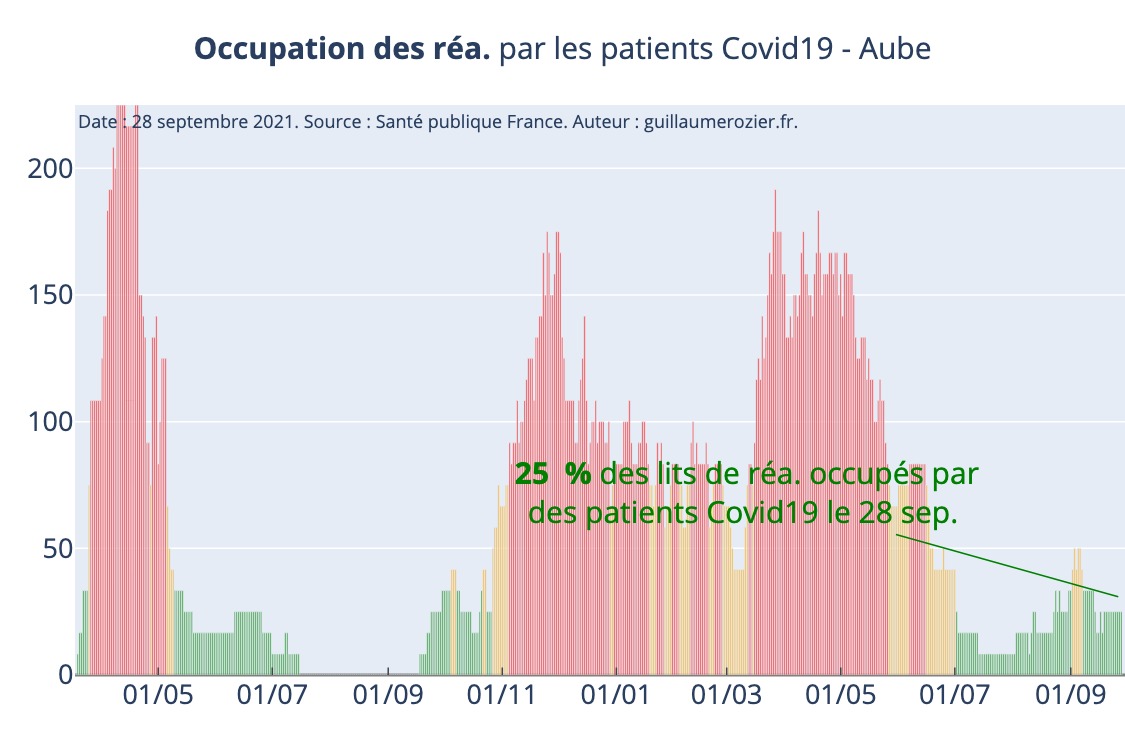 Occupation des réa. par les patients Covid19 - Aube
Date : 28 septembre 2021. Source : Santé publique France. Auteur : guillaumerozier.fr.
200
150
100
50
0
25 % des lits de réa. occupés par
des patients Covid19 le 28 sep.
01/05 01/07 01/09 01/11 01/01 01/03 01/05 01/07 01/09